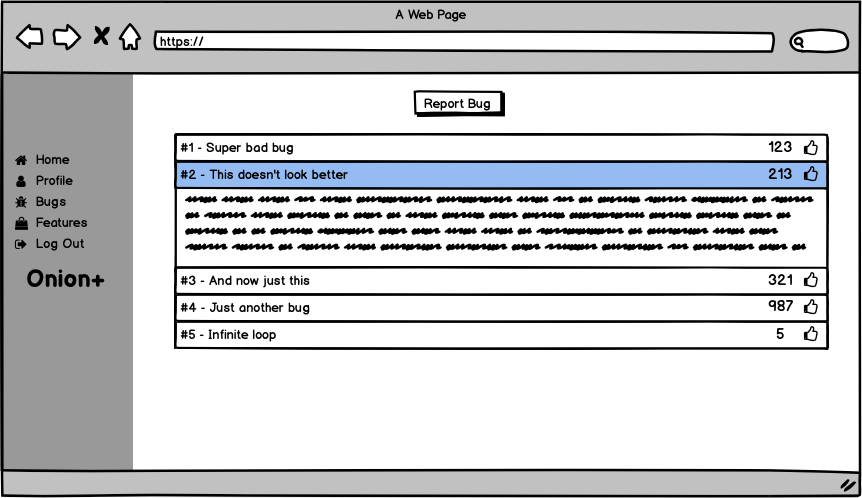 A Web Page
https://
Report Bug
Home
Profile
Bugs
Features
Log Out
Onion+
#1 - Super bad bug 123
#2 - This doesn't look better 213
#3 - And now just this 321
#4 - Just another bug 987
#5 - Infinite loop 5